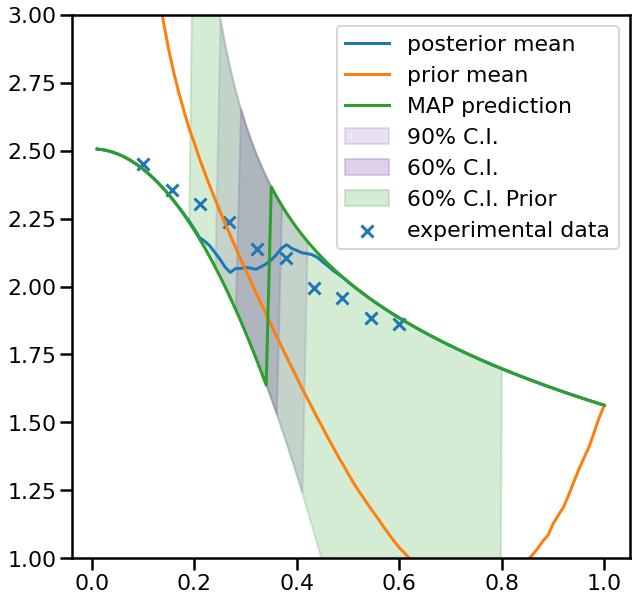 3.00
2.75
2.50
2.25
2.00
1.75
1.50
1.25
1.00
0.0 0.2 0.4 0.6 0.8 1.0
posterior mean
prior mean
MAP prediction
90% C.I.
60% C.I.
60% C.I. Prior
experimental data